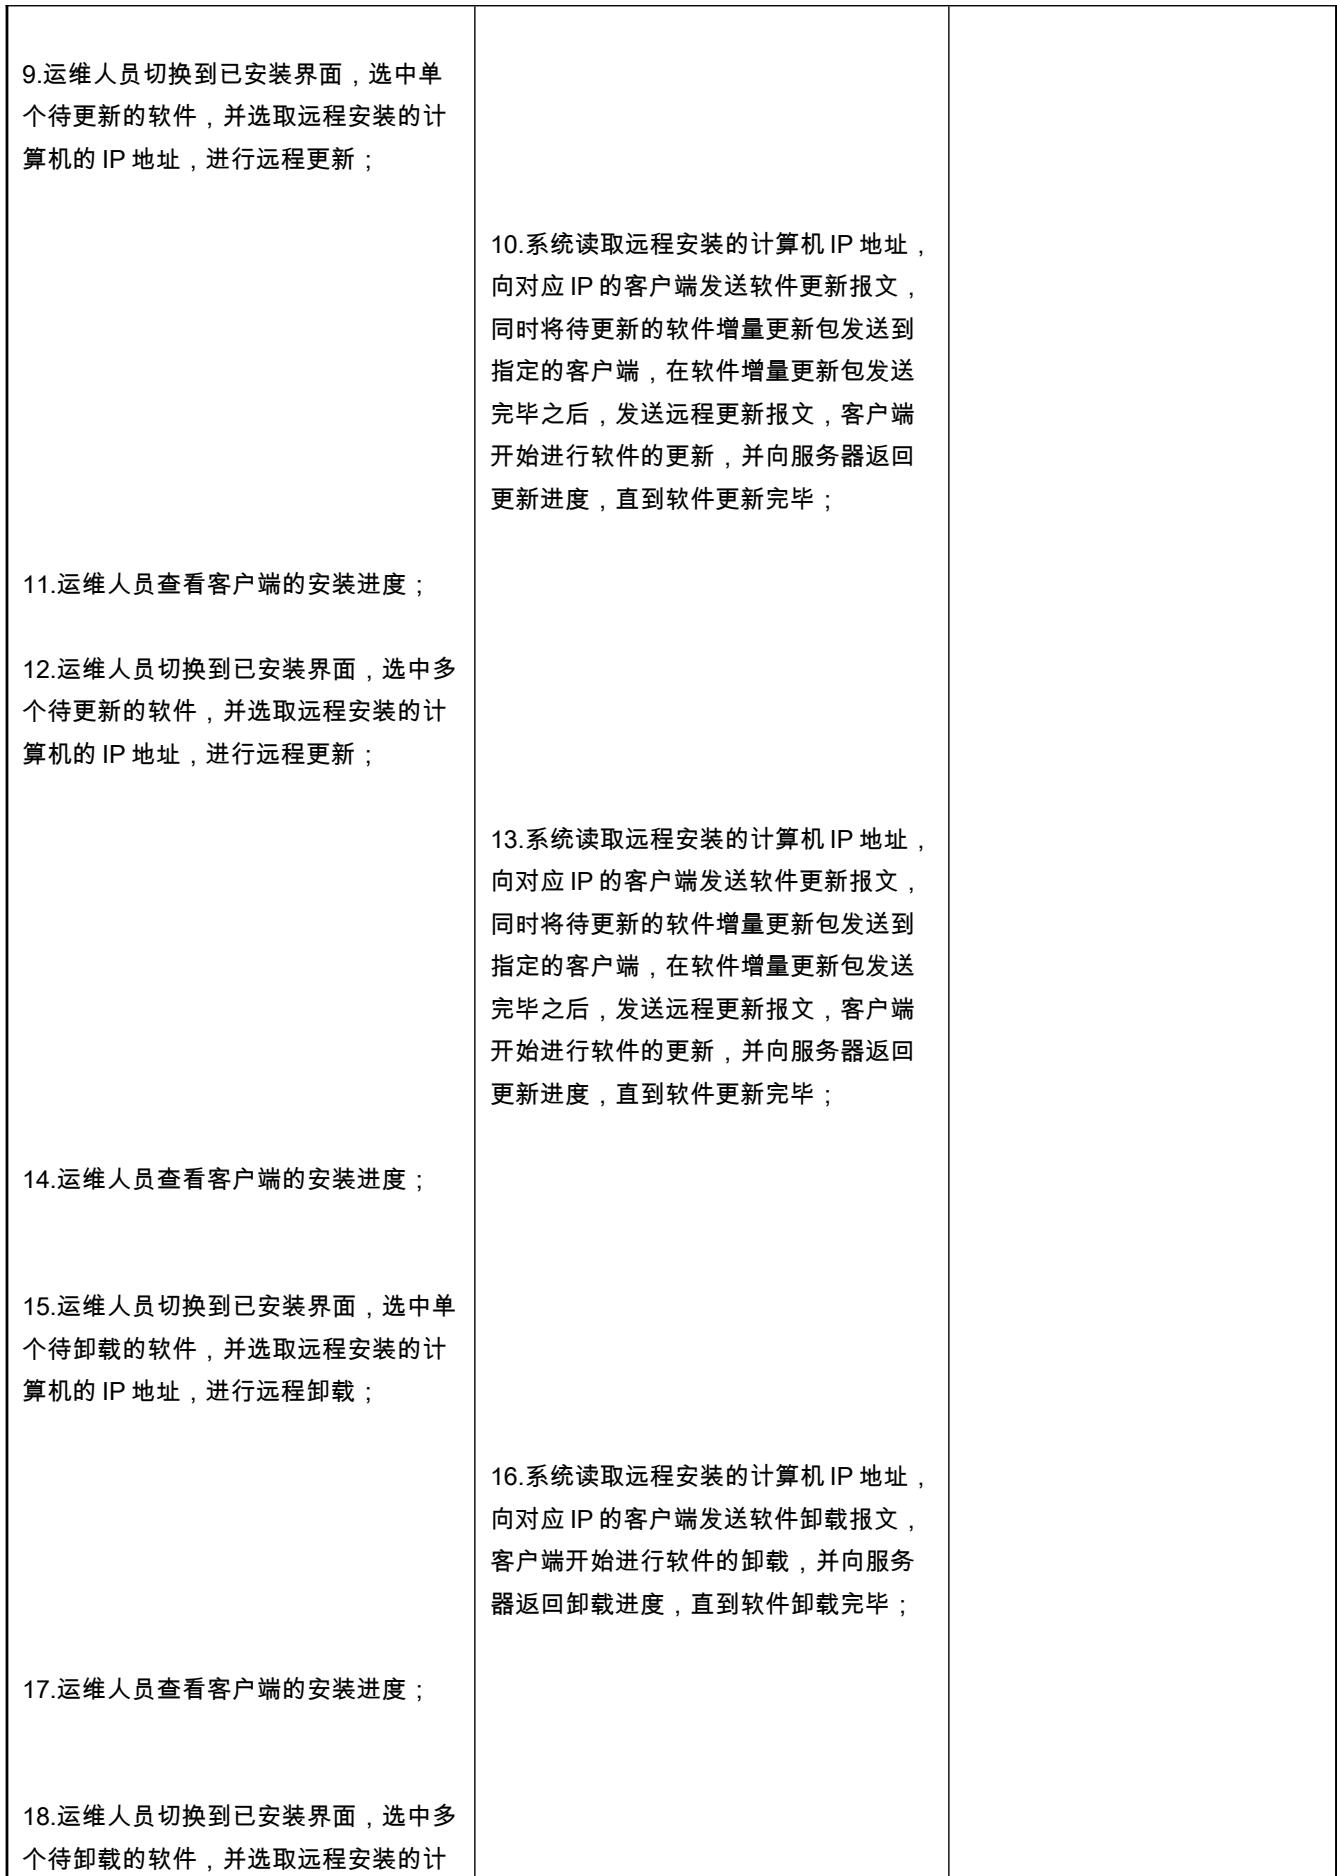 9.运维人员切换到已安装界面，选中单
个待更新的软件，并选取远程安装的计
算机的 IP 地址，进行远程更新；
10.系统读取远程安装的计算机 IP 地址，
向对应 IP 的客户端发送软件更新报文，
同时将待更新的软件增量更新包发送到
指定的客户端，在软件增量更新包发送
完毕之后，发送远程更新报文，客户端
开始进行软件的更新，并向服务器返回
更新进度，直到软件更新完毕；
11.运维人员查看客户端的安装进度；
12.运维人员切换到已安装界面，选中多
个待更新的软件，并选取远程安装的计
算机的 IP 地址，进行远程更新；
13.系统读取远程安装的计算机 IP 地址，
向对应 IP 的客户端发送软件更新报文，
同时将待更新的软件增量更新包发送到
指定的客户端，在软件增量更新包发送
完毕之后，发送远程更新报文，客户端
开始进行软件的更新，并向服务器返回
更新进度，直到软件更新完毕；
14.运维人员查看客户端的安装进度；
15.运维人员切换到已安装界面，选中单
个待卸载的软件，并选取远程安装的计
算机的 IP 地址，进行远程卸载；
16.系统读取远程安装的计算机 IP 地址，
向对应 IP 的客户端发送软件卸载报文，
客户端开始进行软件的卸载，并向服务
器返回卸载进度，直到软件卸载完毕；
17.运维人员查看客户端的安装进度；
18.运维人员切换到已安装界面，选中多
个待卸载的软件，并选取远程安装的计